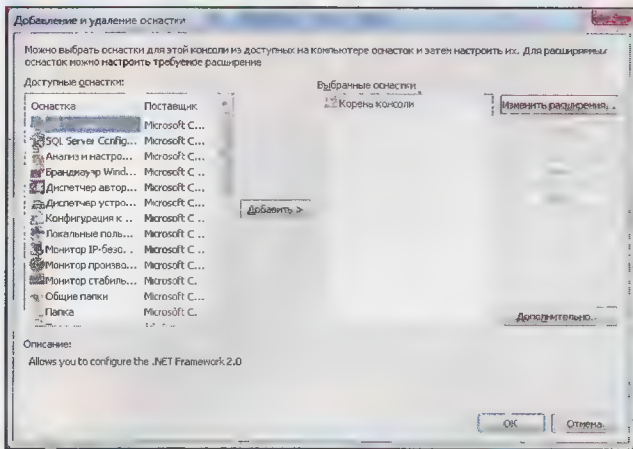 Добавление и удаление оснастки
Можно выбрать оснастки для этой консоли из доступных на компьютере оснасток и затем настроить их. Для расширяемых
оснасток можно настроить требуемое расширение
Доступные оснастки:
Оснастка Поставщик
Microsoft C...
SQL Server Config... Microsoft C...
Анализ и настро... Microsoft C...
Брандмауэр Wind... Microsoft C...
Диспетчер автор... Microsoft C...
Диспетчер устро... Microsoft C...
Конфигурация к... Microsoft C...
Локальные поль... Microsoft C...
Монитор IP-безо... Microsoft C...
Монитор произво... Microsoft C...
Монитор стабиль... Microsoft C.
Общие папки Microsoft C...
Папка Microsoft C.
Добавить >
Выбранные оснастки
Корень консоли
Изменить расширения...
Дополнительно...
Описание:
Allows you to configure the .NET Framework 2.0
ОК
Отмена